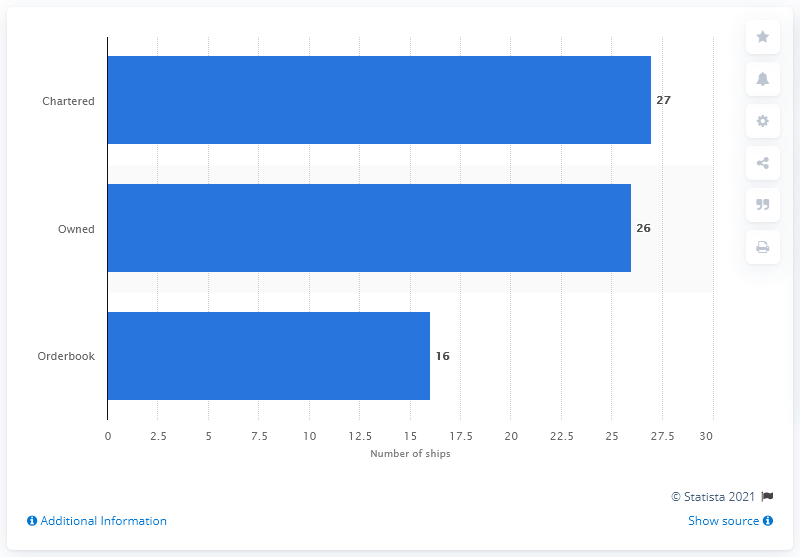 Chartered
27
Owned
26
Orderbook
16
0 2.5 5 7.5 10 12.5 15 17.5 20 22.5 25 27.5 30
Number of ships
© Statista 2021
Additional Information
Show source